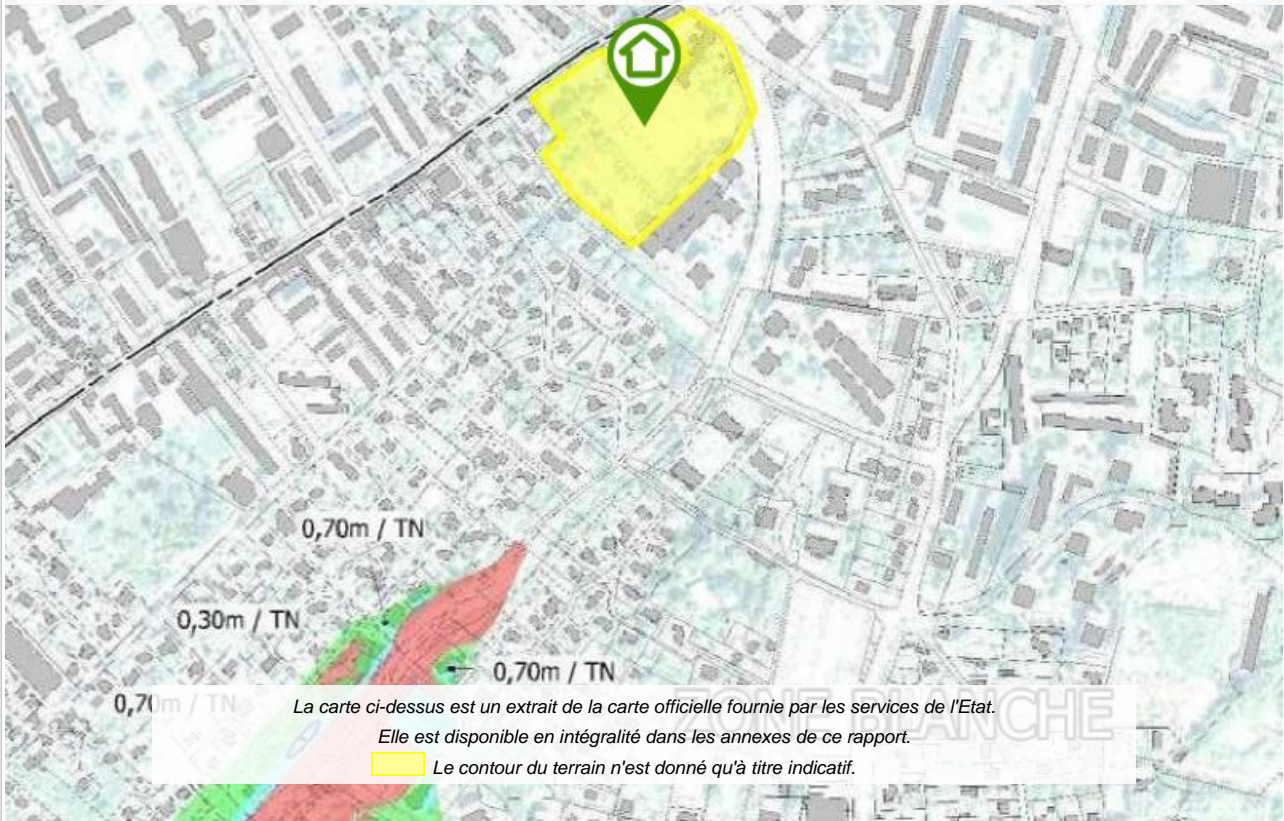 0,70m / TN
0,30m / TN
0,70m / TN
0,70m / TN
ZONE BLANCHE
La carte ci-dessus est un extrait de la carte officielle fournie par les services de l'Etat.
Elle est disponible en intégralité dans les annexes de ce rapport.
Le contour du terrain n'est donné qu'à titre indicatif.